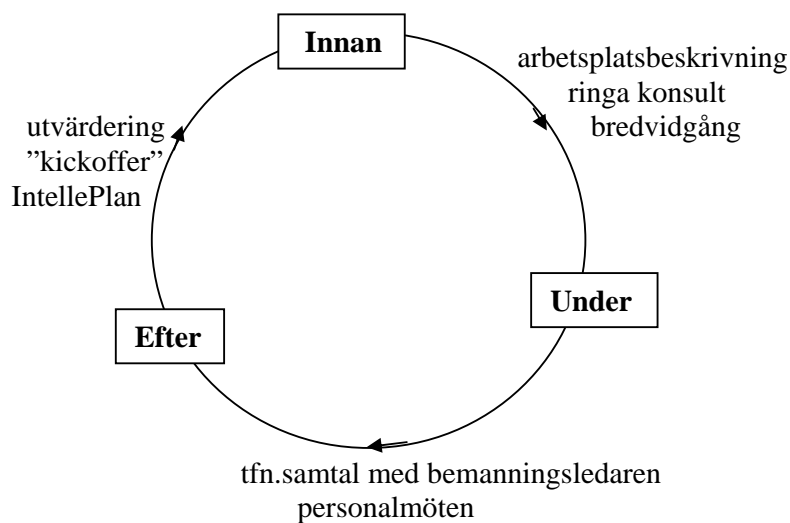 Innan
arbetsplatsbeskrivning
ringa konsult
bredvidgång
utvärdering
”kickoffer”
IntellePlan
Under
Efter
tfn.samtal med bemanningsledaren
personalmöten